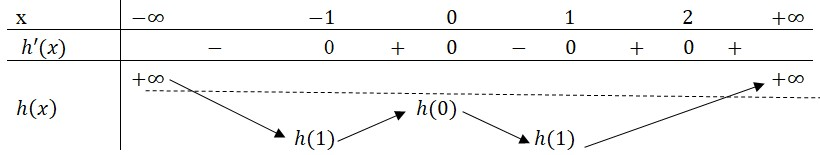 x −∞ −1 0 1 2 +∞
h′(x) − 0 + 0 − 0 + 0 +
+∞ +∞
h(x) h(0)
h(1) h(1)